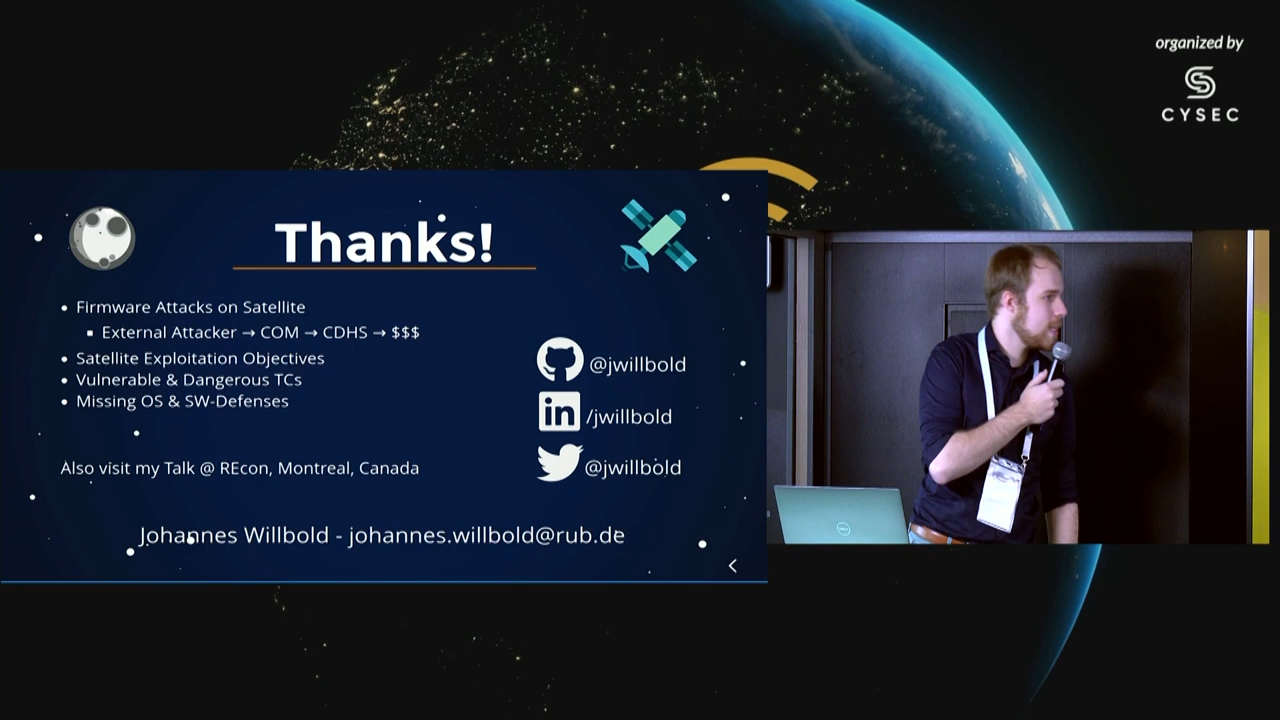 organized by
CYSEC
Thanks!
• Firmware Attacks on Satellite
▪ External Attacker → COM → CDHS → $$$
• Satellite Exploitation Objectives
• Vulnerable & Dangerous TCs
• Missing OS & SW-Defenses
@jwillbold
in /jwillbold
@jwillbold
Also visit my Talk @ REcon, Montreal, Canada
Johannes Willbold - johannes.willbold@rub.de
DELL